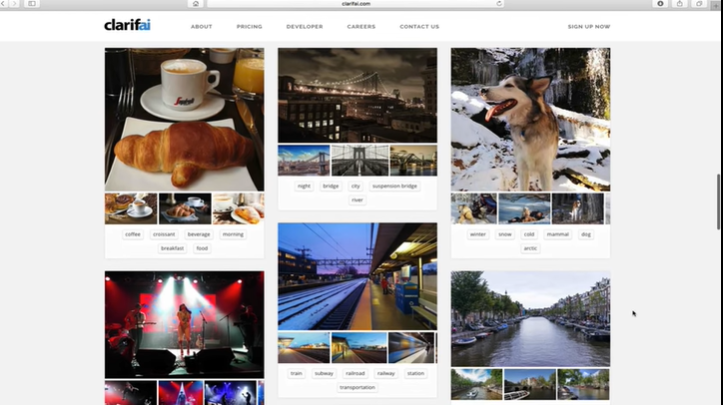 clarifai.com
clarifai
ABOUT PRICING DEVELOPER CAREERS CONTACT US SIGN UP NOW
coffee croissant beverage morning
breakfast food
night bridge city suspension bridge
river
winter snow cold mammal dog
arctic
train subway railroad railway station
transportation